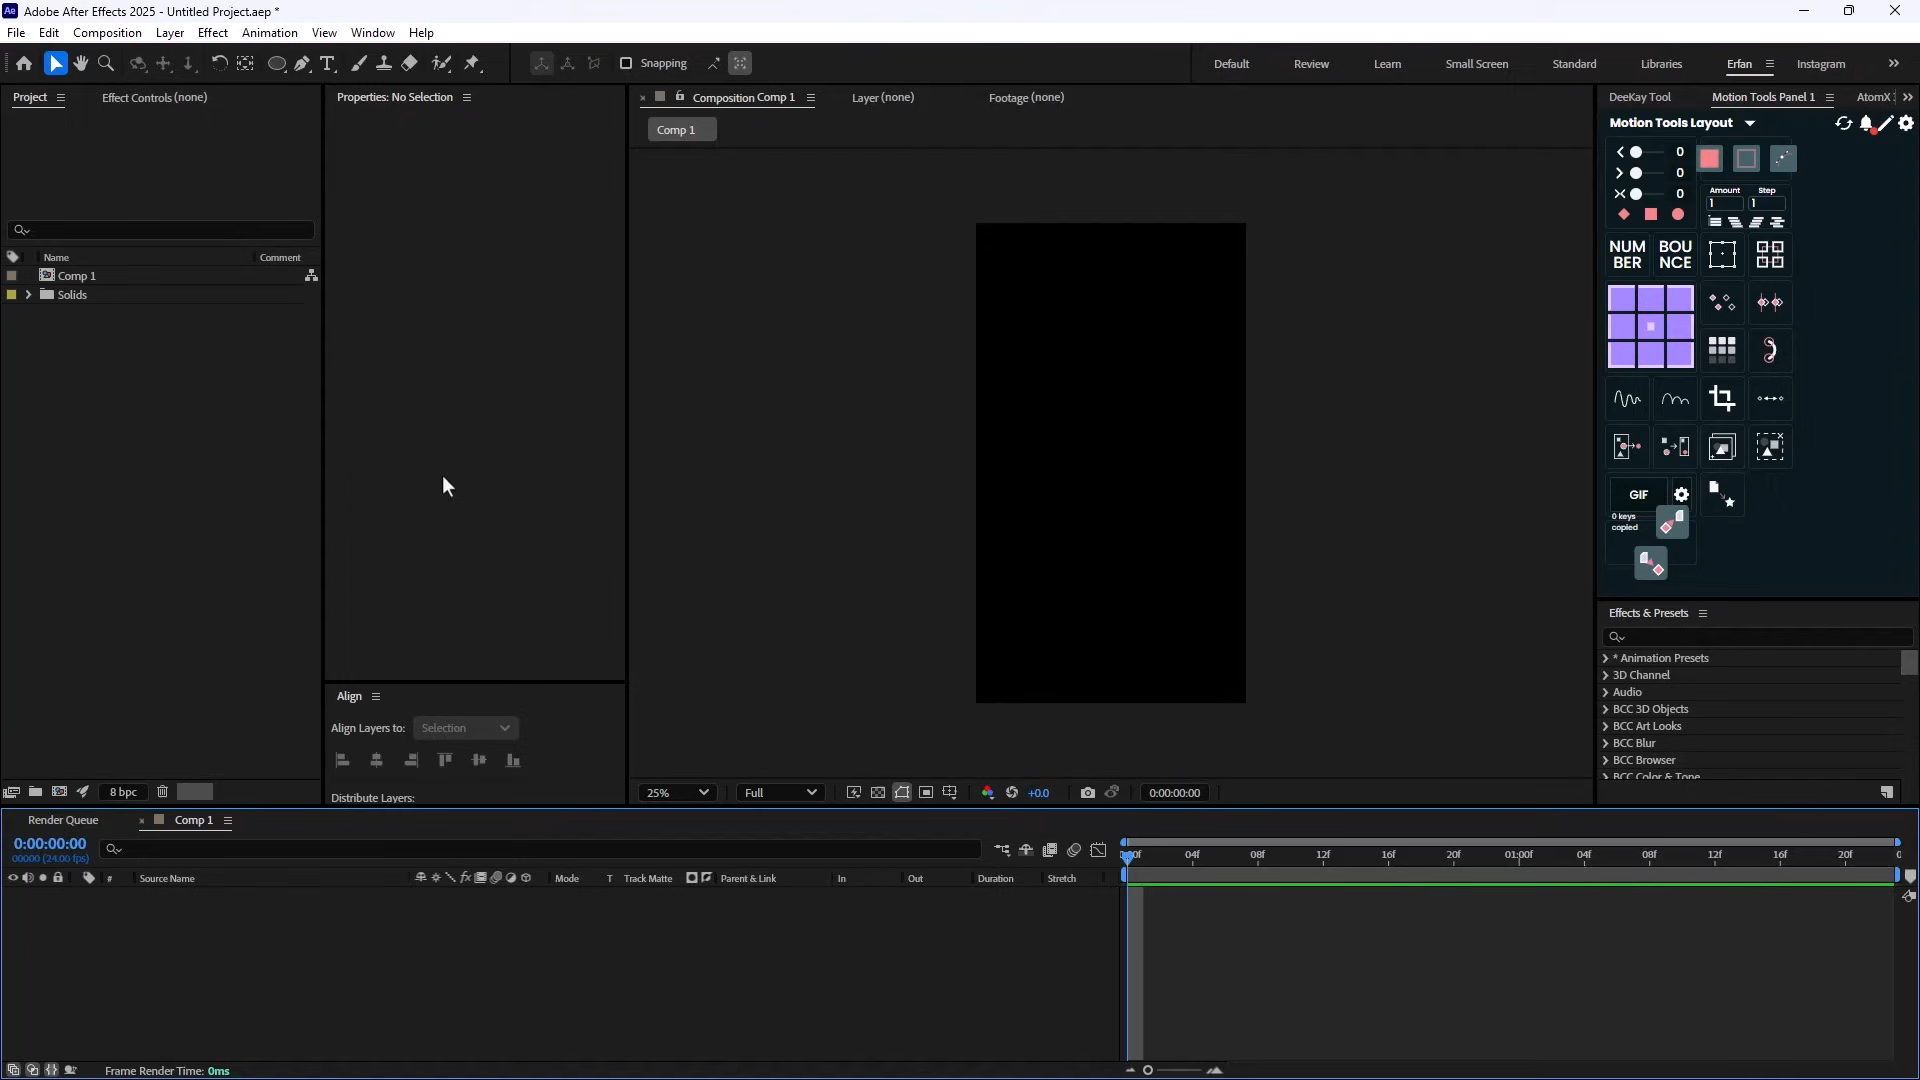 Adobe After Effects 2025 - Untitled Project.aep *
File Edit Composition Layer Effect Animation View Window Help
Snapping
Default Review Learn Small Screen Standard Libraries Erfan Instagram
Project Effect Controls (none)
Properties: No Selection
Composition Comp 1 Layer (none) Footage (none)
DeeKay Tool Motion Tools Panel 1 AtomX
Comp 1
Motion Tools Layout
0
0
0
Amount Step
1 1
NUM
BER
BOU
NCE
GIF
0 keys
copied
Name Comment
Comp 1
Solids
Align
Align Layers to: Selection
Distribute Layers:
Effects & Presets
* Animation Presets
3D Channel
Audio
BCC 3D Objects
BCC Art Looks
BCC Blur
BCC Browser
BCC Color & Tone
8 bpc
25% Full +0.0 0:00:00:00
Render Queue Comp 1
0:00:00:00
00000 (24.00 fps)
04f 08f 12f 16f 20f 01:00f 04f 08f 12f 16f 20f
# Source Name Mode T Track Matte Parent & Link In Out Duration Stretch
Frame Render Time: 0ms